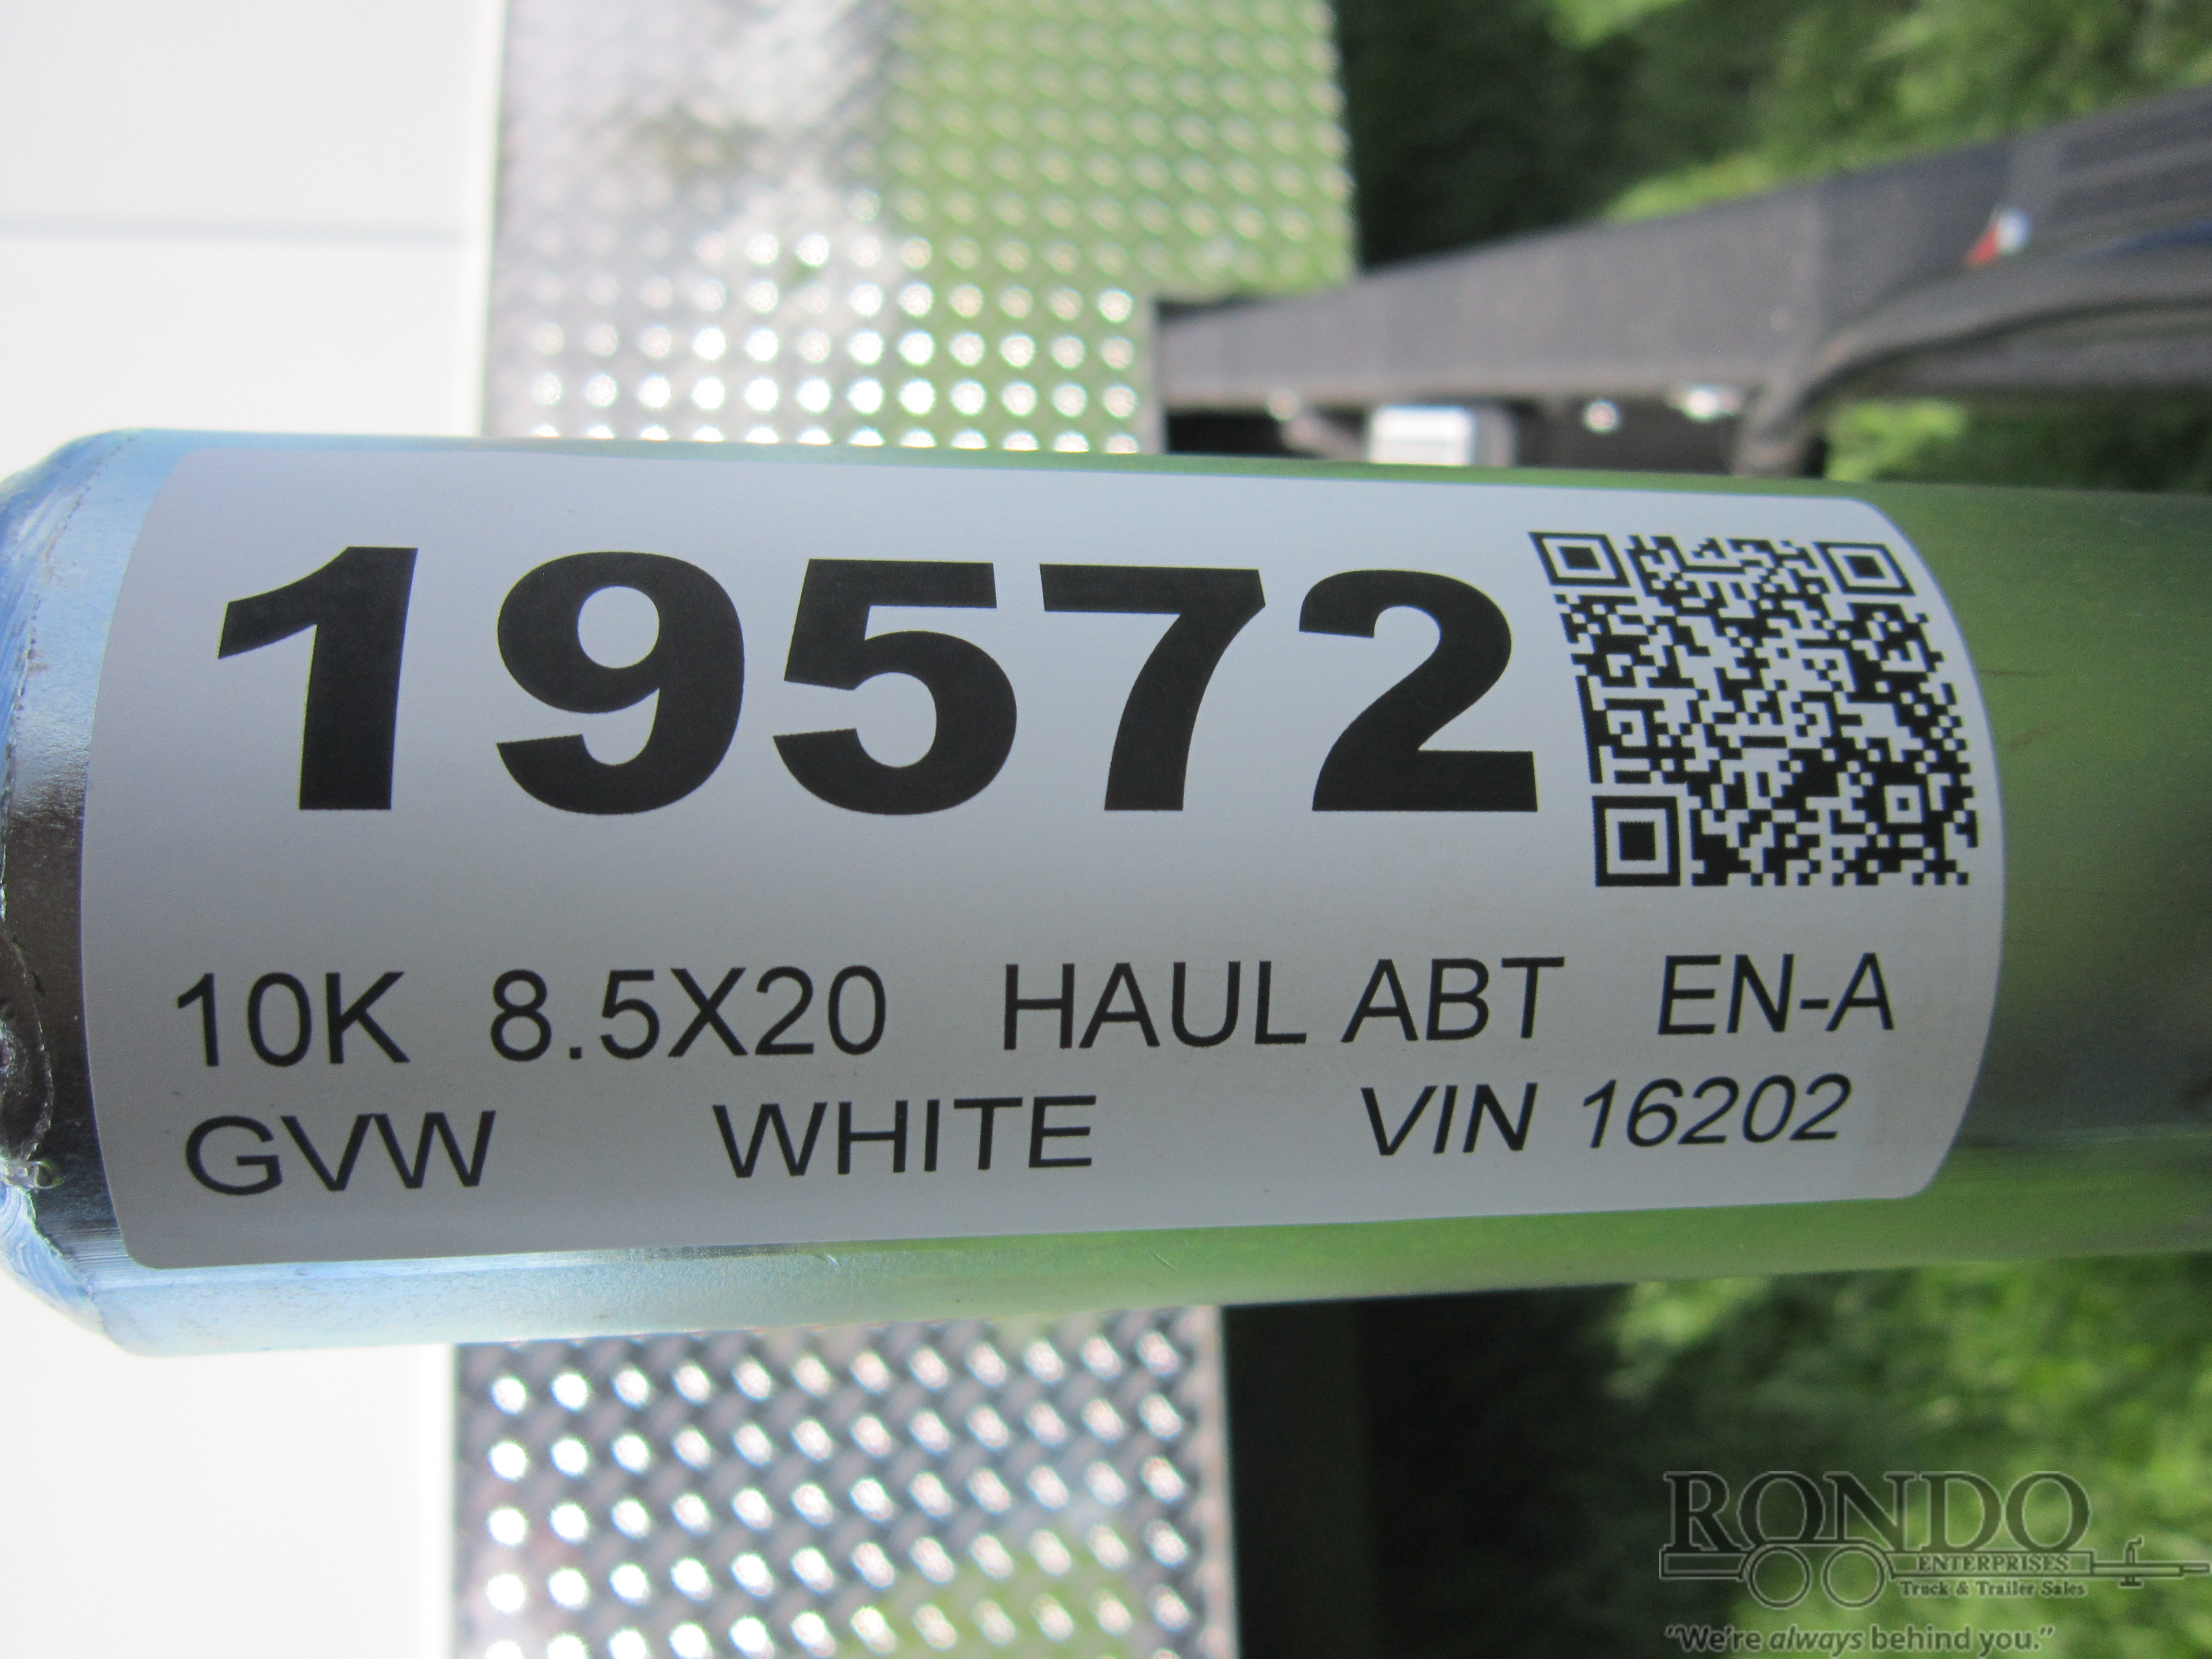 19572
10K 8.5X20 HAUL ABT EN-A
GVW WHITE VIN 16202
RONDO
ENTERPRISES
Truck & Trailer Sales
"We're always behind you."